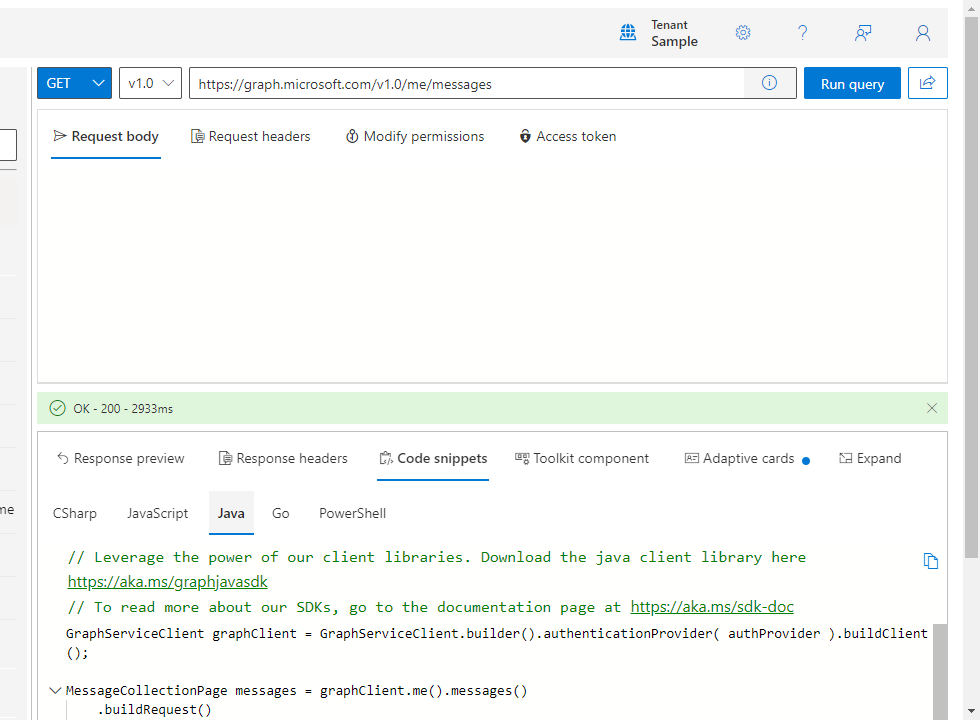 Tenant
Sample
GET
v1.0
https://graph.microsoft.com/v1.0/me/messages
Run query
Request body
Request headers
Modify permissions
Access token
OK - 200 - 2933ms
Response preview
Response headers
Code snippets
Toolkit component
Adaptive cards
Expand
me
CSharp
JavaScript
Java
Go
PowerShell
// Leverage the power of our client libraries. Download the java client library here
https://aka.ms/graphjavasdk
// To read more about our SDKs, go to the documentation page at https://aka.ms/sdk-doc
GraphServiceClient graphClient = GraphServiceClient.builder().authenticationProvider( authProvider ).buildClient
();
MessageCollectionPage messages = graphClient.me().messages()
.buildRequest()